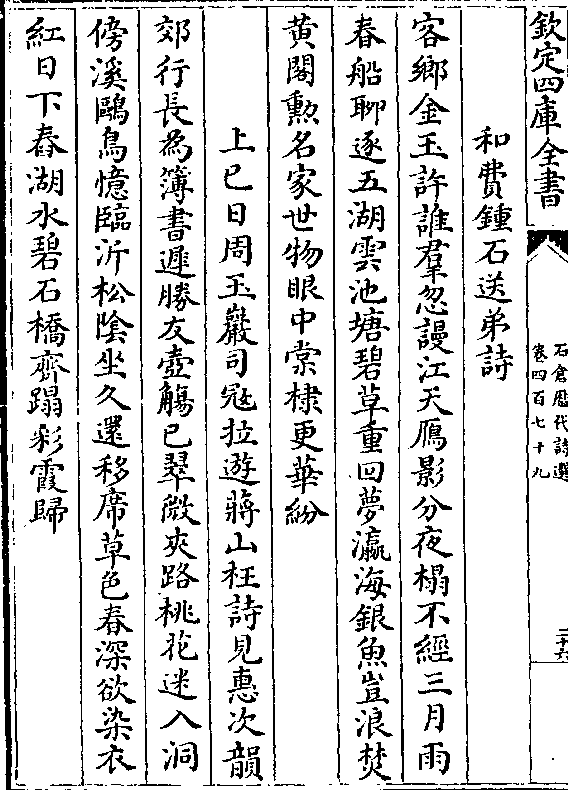 欽定四庫全書
石倉歷代詩選
卷四百七十九
二十六
和費鍾石送弟詩
客鄉金玉許誰羣忽謾江天鴈影分夜榻不經三月雨
春船聊逐五湖雲池塘碧草重回夢瀛海銀魚豈浪焚
黄閣勲名家世物眼中棠棣更華紛
上巳日周玉巖司冦拉遊蔣山枉詩見惠次韻
郊行長為簿書遲勝友壺觴已翠微夾路桃花迷入洞
傍溪鷗鳥憶臨沂松隂坐久還移席草色春深欲染衣
紅日下舂湖水碧石橋齊蹋彩霞歸